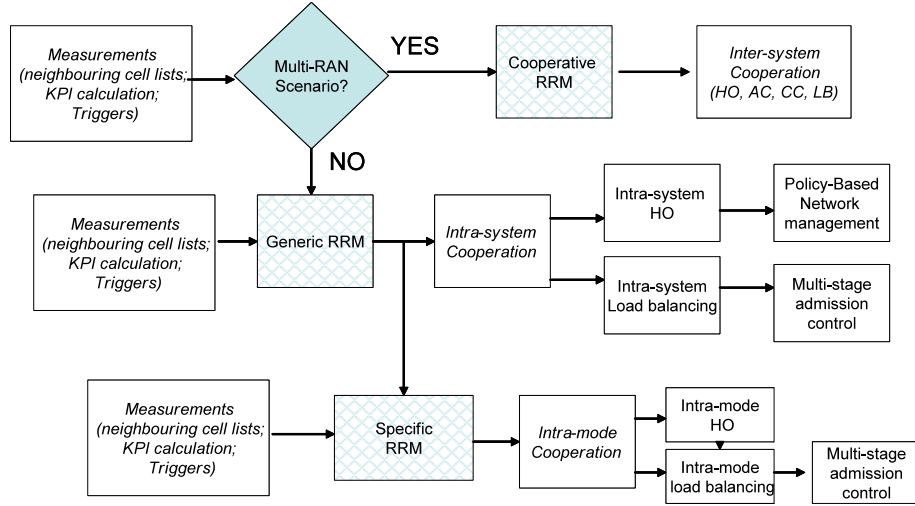 Measurements
(neighbouring cell lists;
KPI calculation;
Triggers)
Multi-RAN
Scenario?
YES
Cooperative
RRM
Inter-system
Cooperation
(HO, AC, CC, LB)
NO
Measurements
(neighbouring cell lists;
KPI calculation;
Triggers)
Generic RRM
Intra-system
Cooperation
Intra-system
HO
Policy-Based
Network
management
Intra-system
Load balancing
Multi-stage
admission
control
Measurements
(neighbouring cell lists;
KPI calculation;
Triggers)
Specific
RRM
Intra-mode
Cooperation
Intra-mode
HO
Intra-mode
load balancing
Multi-stage
admission
control